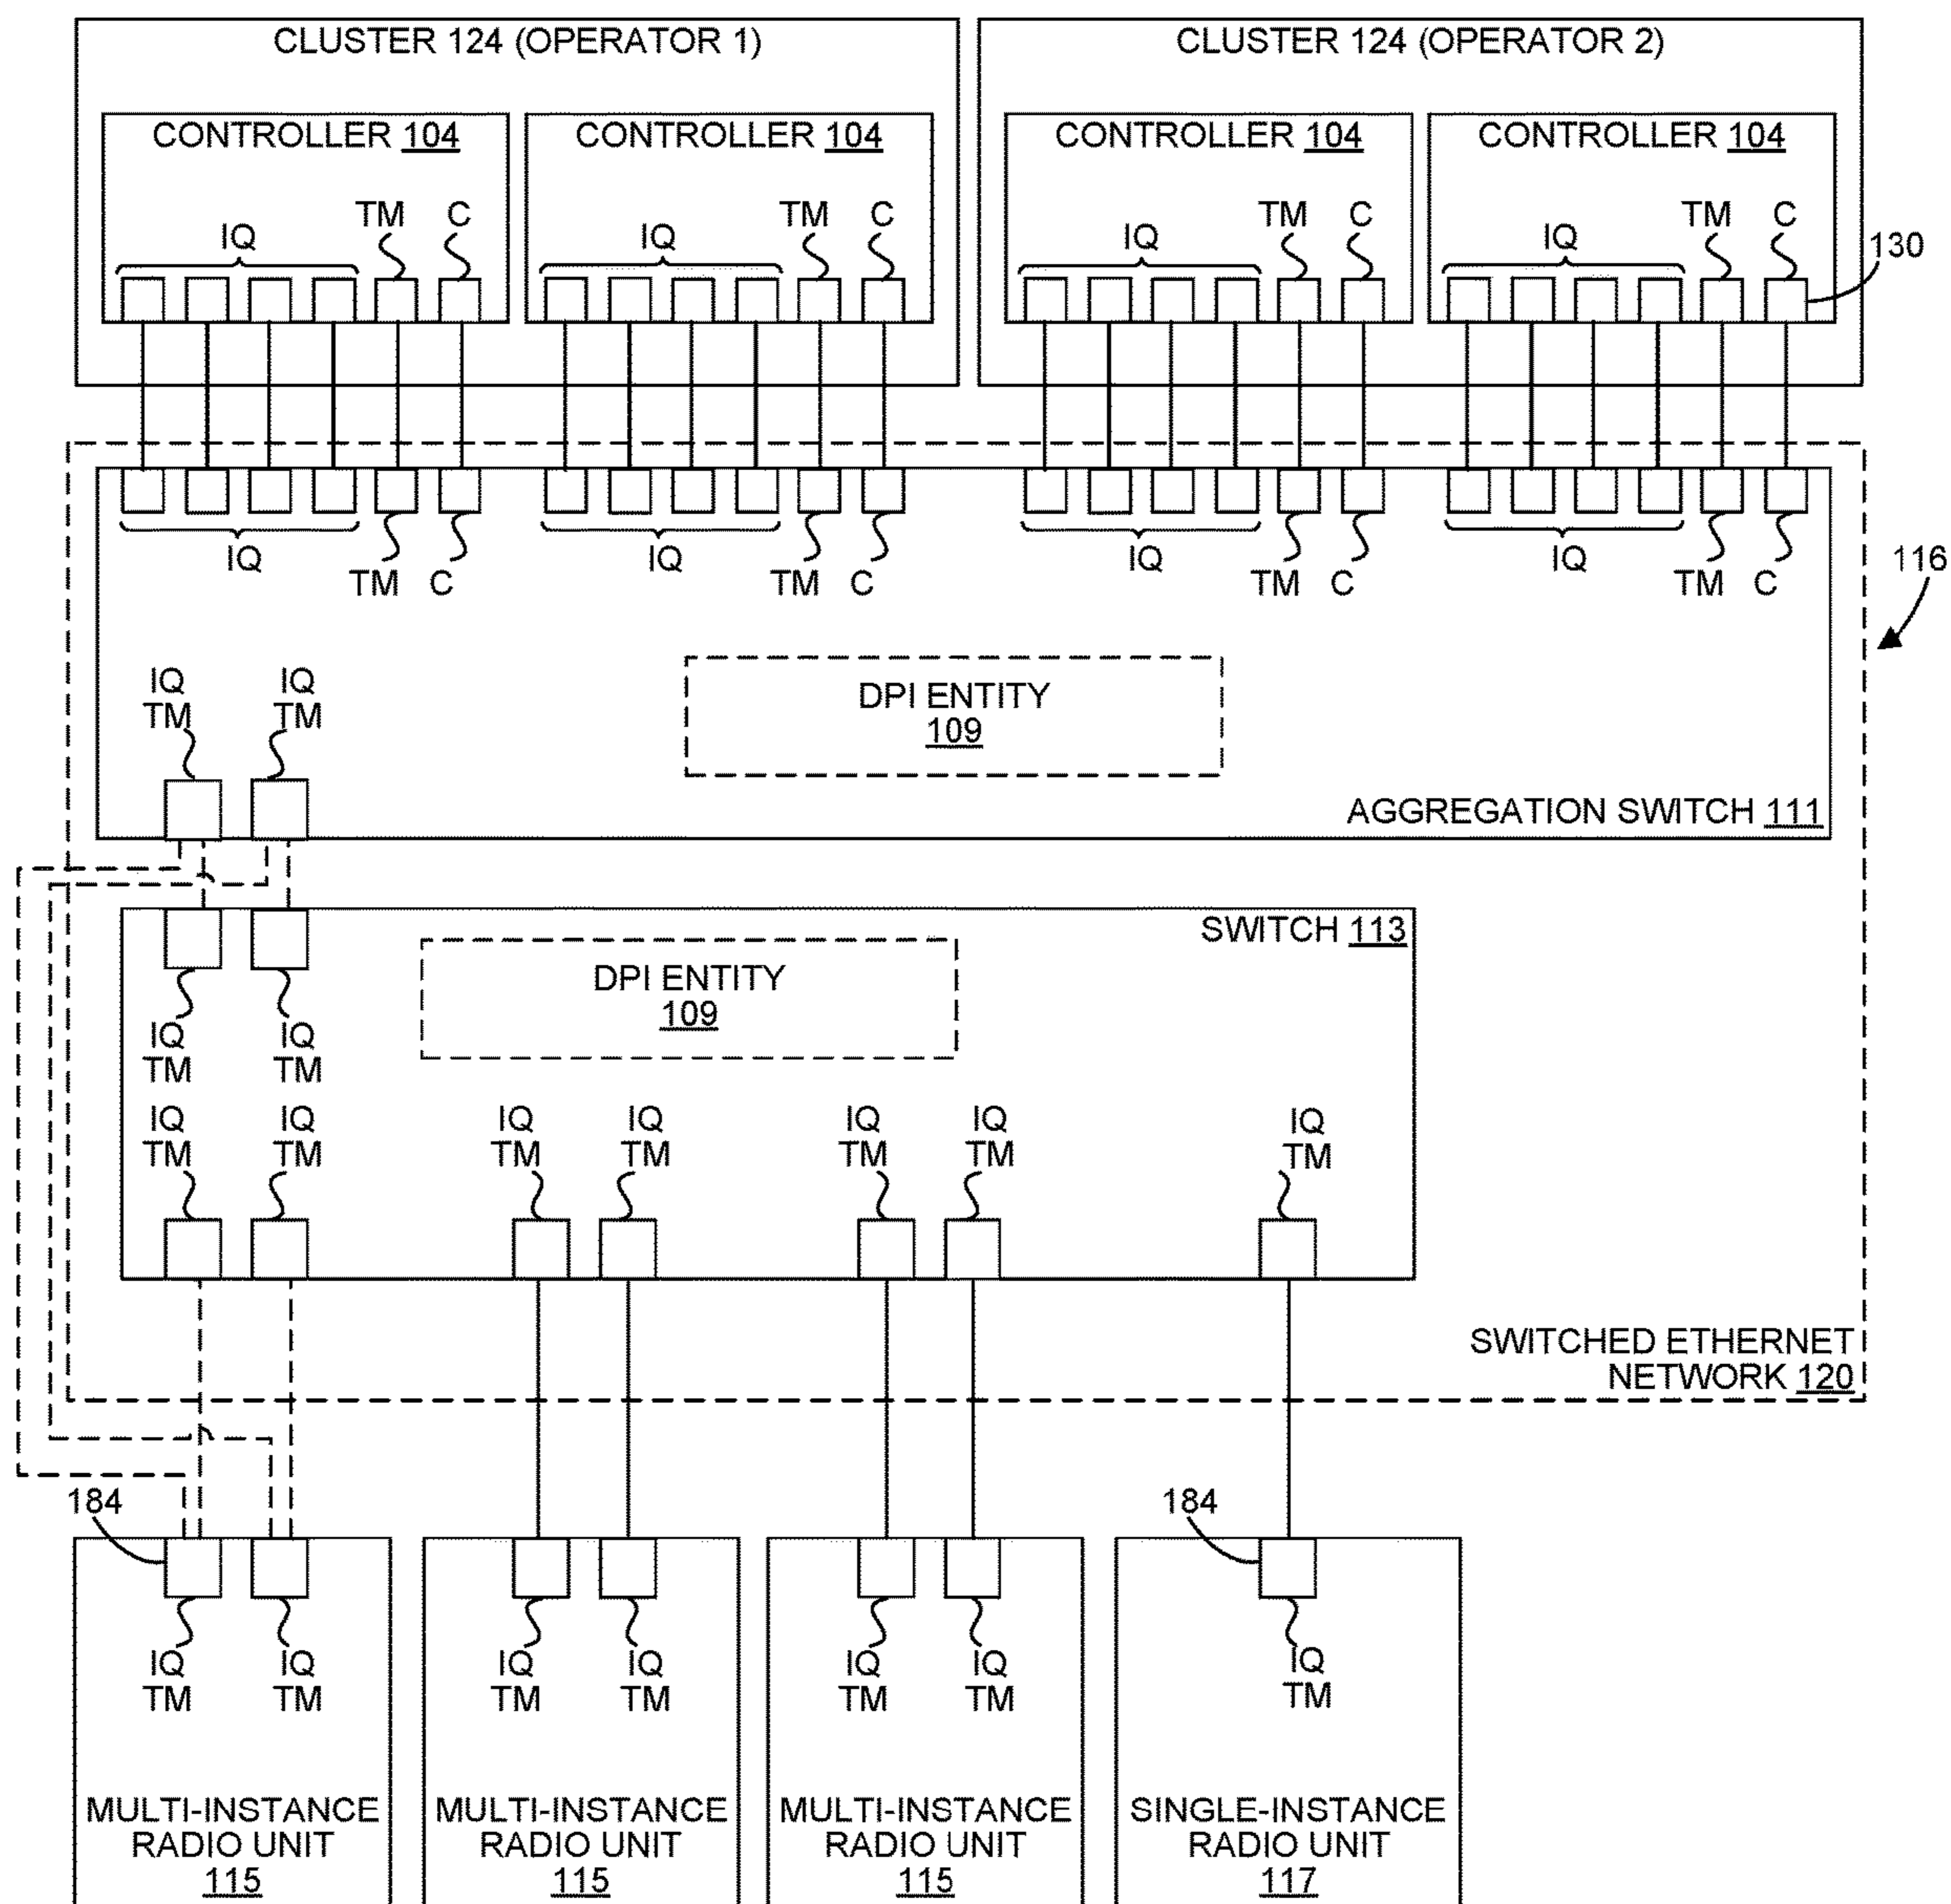 CLUSTER 124 (OPERATOR 1)
CLUSTER 124 (OPERATOR 2)
CONTROLLER 104
CONTROLLER 104
CONTROLLER 104
CONTROLLER 104
IQ TM C
IQ TM C
IQ TM C
IQ TM C
130
IQ TM C
IQ TM C
IQ TM C
IQ TM C
116
IQ IQ
TM TM
DPI ENTITY
109
AGGREGATION SWITCH 111
SWITCH 113
DPI ENTITY
109
IQ IQ
TM TM
IQ IQ IQ IQ IQ IQ IQ
TM TM TM TM TM TM TM
SWITCHED ETHERNET
NETWORK 120
184
184
IQ IQ IQ IQ IQ IQ IQ
TM TM TM TM TM TM TM
MULTI-INSTANCE
RADIO UNIT
115
MULTI-INSTANCE
RADIO UNIT
115
MULTI-INSTANCE
RADIO UNIT
115
SINGLE-INSTANCE
RADIO UNIT
117